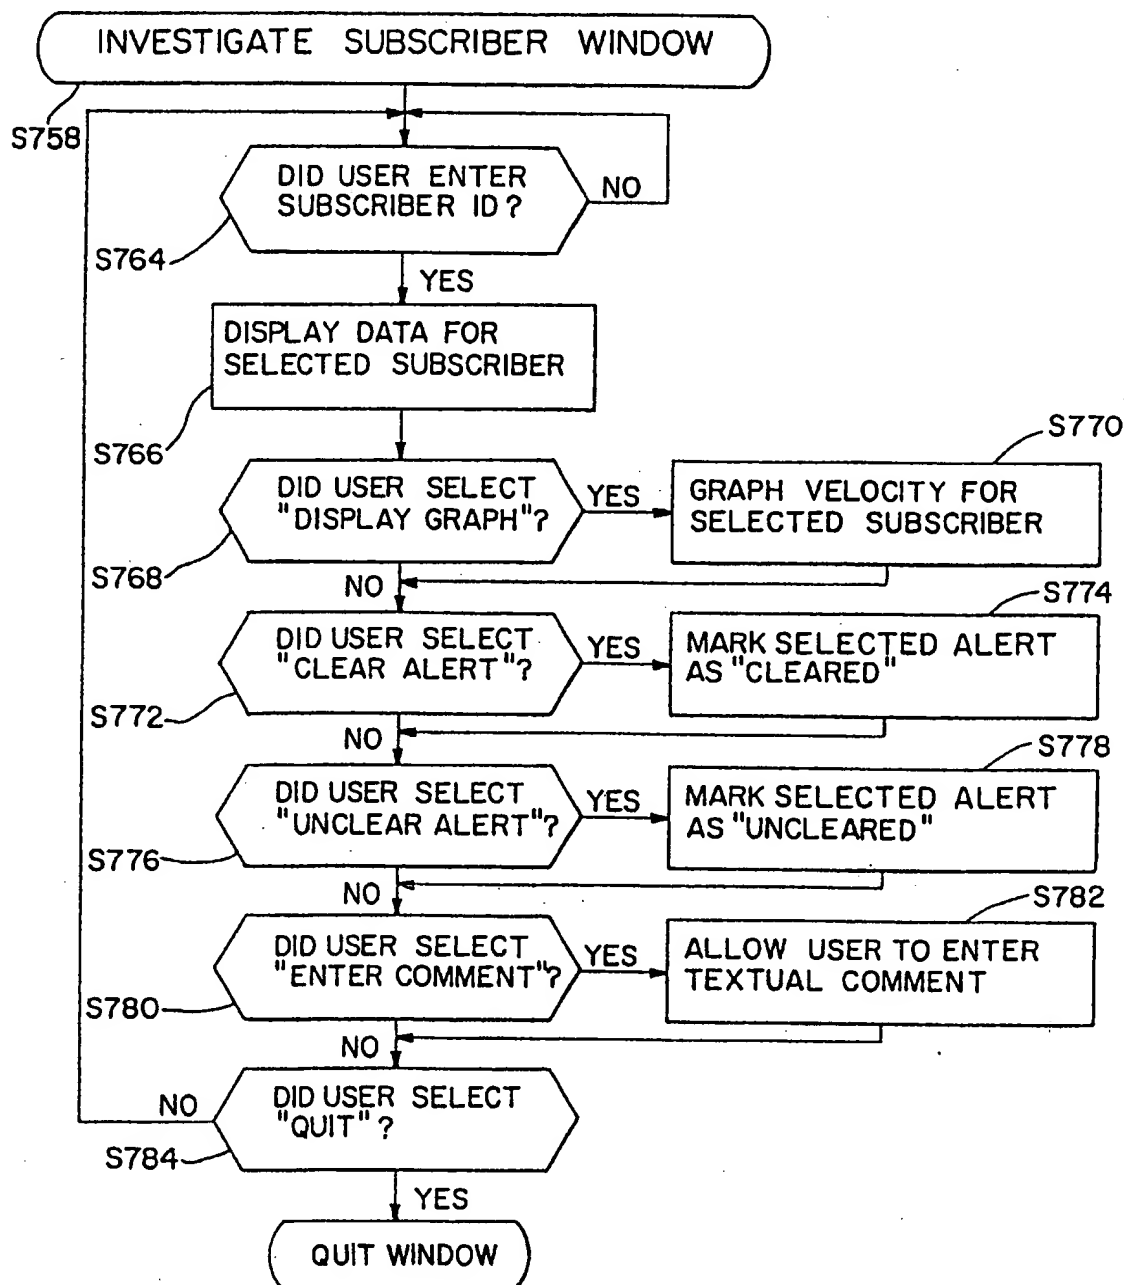 INVESTIGATE SUBSCRIBER WINDOW
S758
DID USER ENTER
SUBSCRIBER ID?
NO
S764
YES
DISPLAY DATA FOR
SELECTED SUBSCRIBER
S766
DID USER SELECT
"DISPLAY GRAPH"?
YES
S770
GRAPH VELOCITY FOR
SELECTED SUBSCRIBER
S768
NO
DID USER SELECT
"CLEAR ALERT"?
YES
S774
MARK SELECTED ALERT
AS "CLEARED"
S772
NO
DID USER SELECT
"UNCLEAR ALERT"?
YES
S778
MARK SELECTED ALERT
AS "UNCLEARED"
S776
NO
DID USER SELECT
"ENTER COMMENT"?
YES
S782
ALLOW USER TO ENTER
TEXTUAL COMMENT
S780
NO
DID USER SELECT
"QUIT"?
NO
S784
YES
QUIT WINDOW